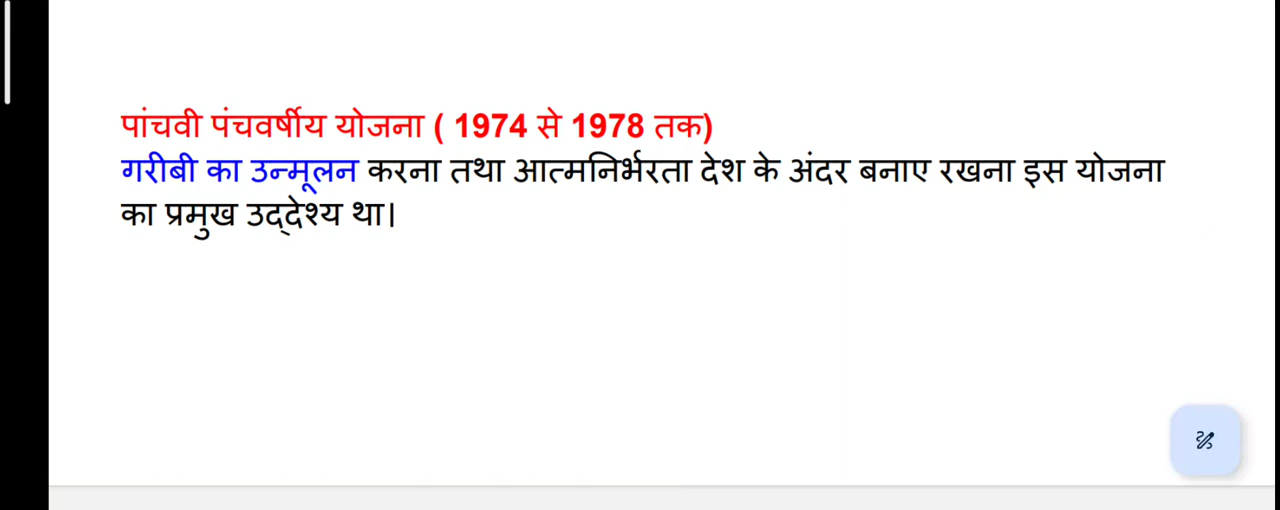 पांचवी पंचवर्षीय योजना ( 1974 से 1978 तक)
गरीबी का उन्मूलन करना तथा आत्मनिर्भरता देश के अंदर बनाए रखना इस योजना
का प्रमुख उद्देश्य था।